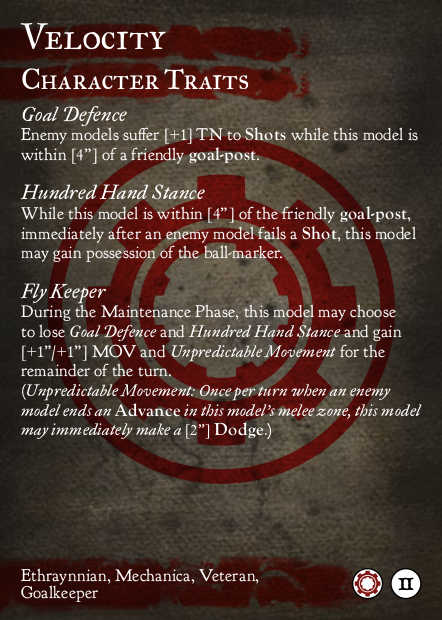 Velocity
Character Traits
Goal Defence
Enemy models suffer [+1] TN to Shots while this model is
within [4”] of a friendly goal-post.
Hundred Hand Stance
While this model is within [4”] of the friendly goal-post,
immediately after an enemy model fails a Shot, this model
may gain possession of the ball-marker.
Fly Keeper
During the Maintenance Phase, this model may choose
to lose Goal Defence and Hundred Hand Stance and gain
[+1”/+1”] MOV and Unpredictable Movement for the
remainder of the turn.
(Unpredictable Movement: Once per turn when an enemy
model ends an Advance in this model’s melee zone, this model
may immediately make a [2”] Dodge.)
Ethraynnian, Mechanica, Veteran,
Goalkeeper
II